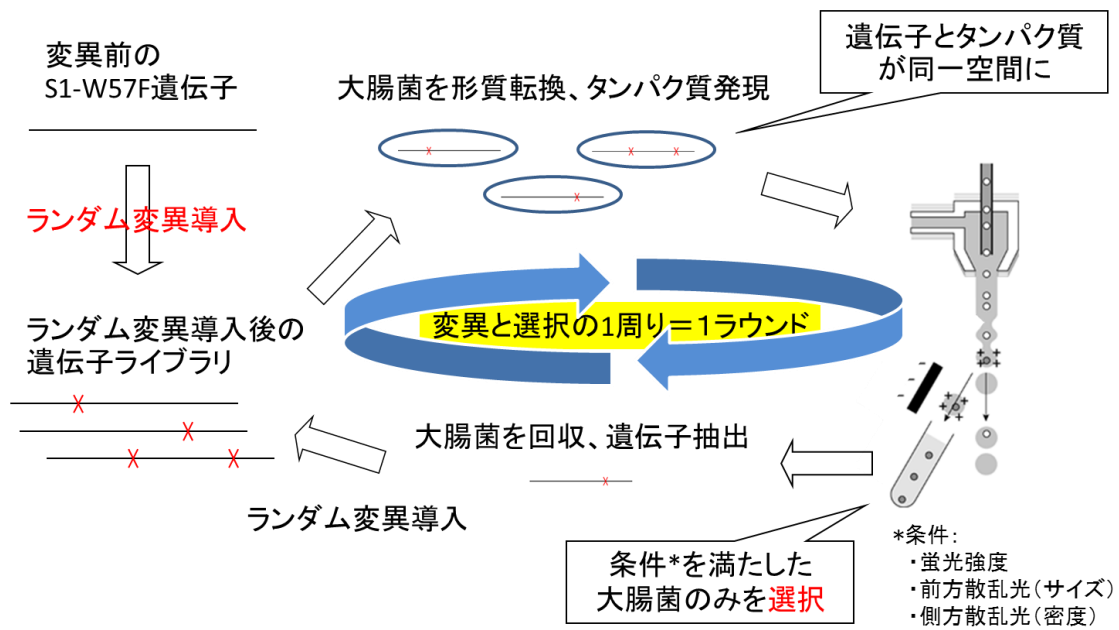 変異前の
S1-W57F遺伝子
ランダム変異導入
ランダム変異導入後の
遺伝子ライブラリ
大腸菌を形質転換、タンパク質発現
遺伝子とタンパク質
が同一空間に
変異と選択の1周り＝１ラウンド
大腸菌を回収、遺伝子抽出
ランダム変異導入
条件*を満たした
大腸菌のみを選択
*条件：
・蛍光強度
・前方散乱光（サイズ）
・側方散乱光（密度）